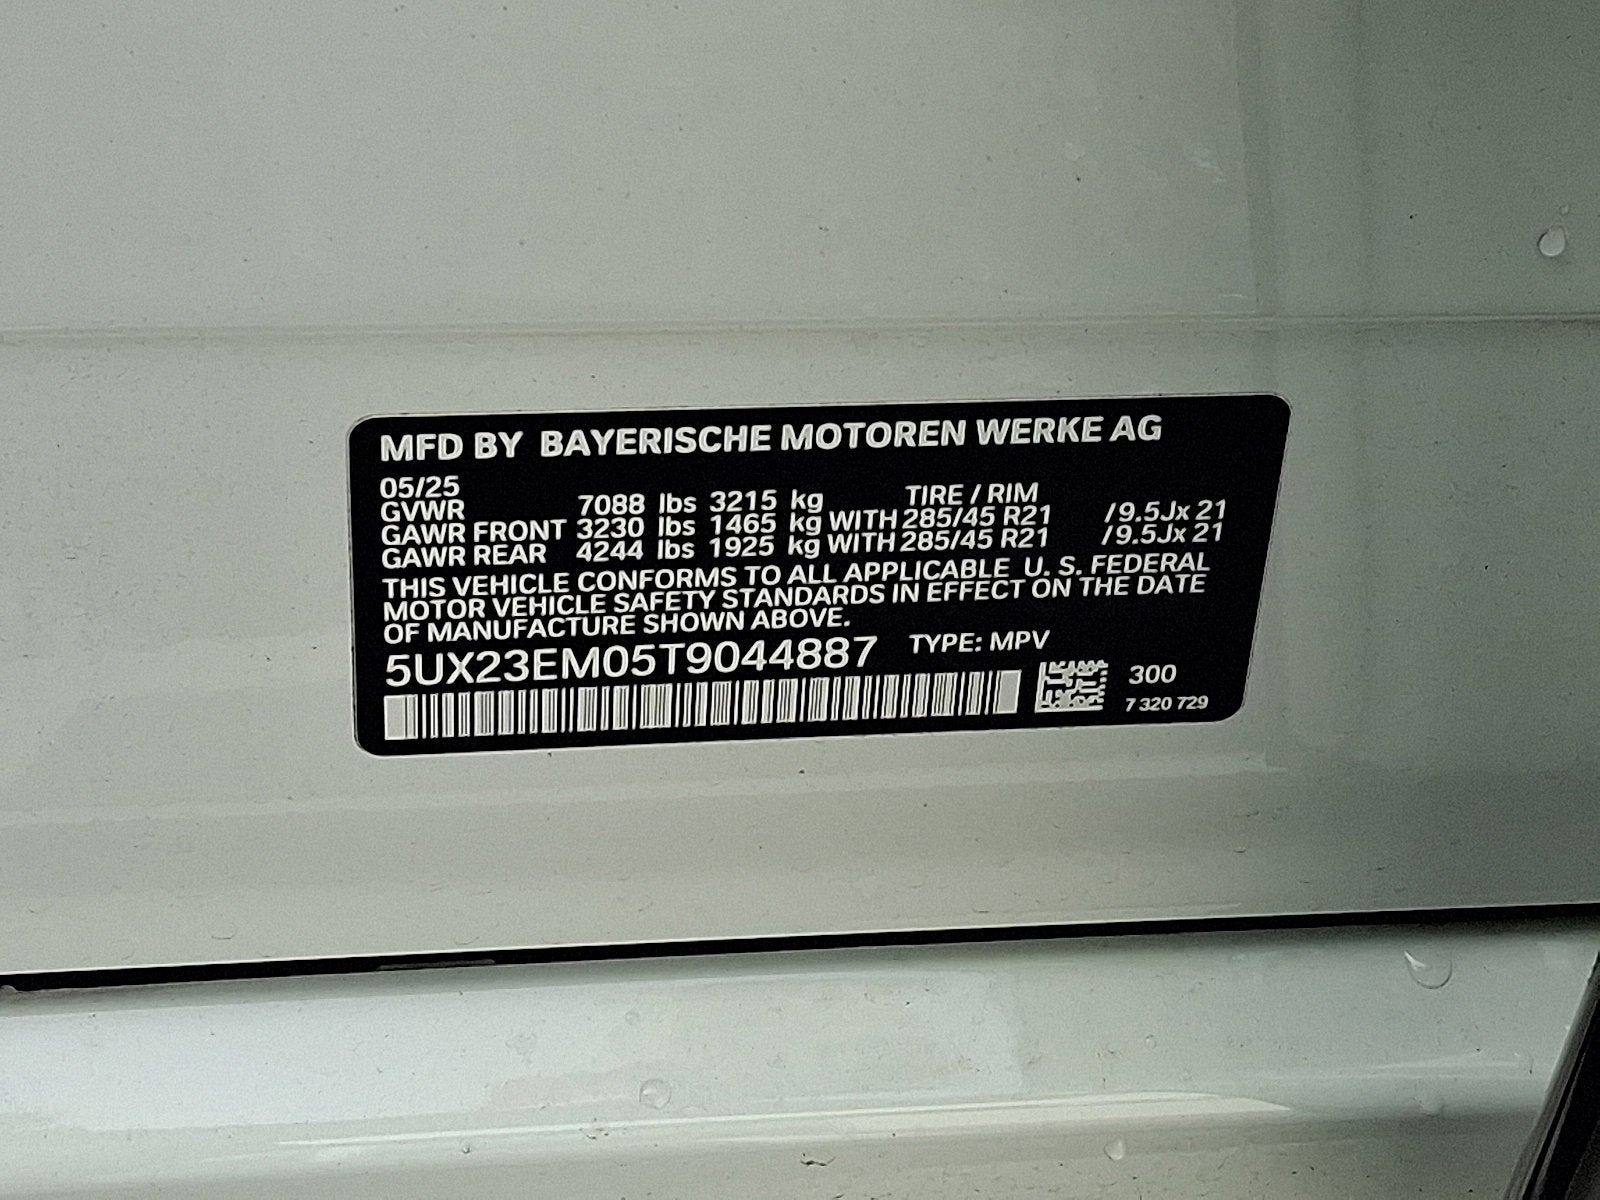 MFD BY BAYERISCHE MOTOREN WERKE AG
05/25 TIRE / RIM
GVWR 7088 lbs 3215 kg
GAWR FRONT 3230 lbs 1465 kg WITH 285/45 R21 /9.5Jx 21
GAWR REAR 4244 lbs 1925 kg WITH 285/45 R21 /9.5Jx 21
THIS VEHICLE CONFORMS TO ALL APPLICABLE U. S. FEDERAL
MOTOR VEHICLE SAFETY STANDARDS IN EFFECT ON THE DATE
OF MANUFACTURE SHOWN ABOVE.
5UX23EM05T9044887 TYPE: MPV
300
7 320 729